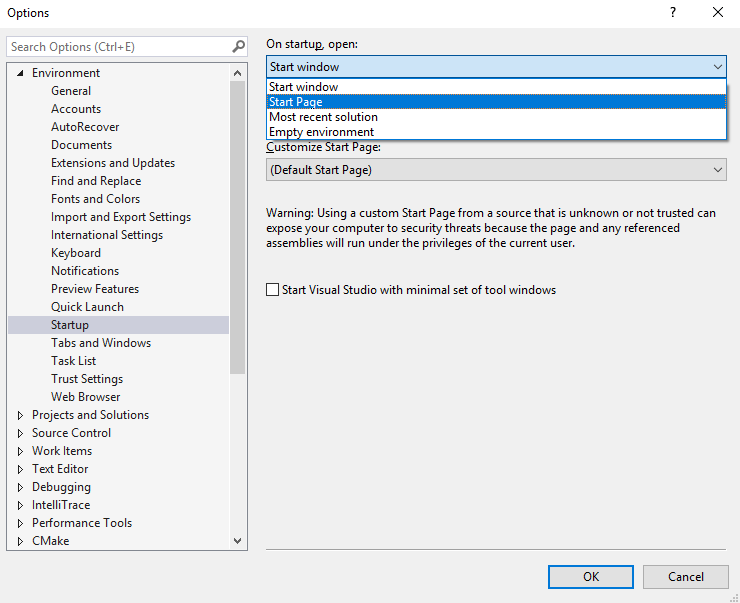 Options
?
Search Options (Ctrl+E)
Environment
General
Accounts
AutoRecover
Documents
Extensions and Updates
Find and Replace
Fonts and Colors
Import and Export Settings
International Settings
Keyboard
Notifications
Preview Features
Quick Launch
Startup
Tabs and Windows
Task List
Trust Settings
Web Browser
Projects and Solutions
Source Control
Work Items
Text Editor
Debugging
IntelliTrace
Performance Tools
CMake
On startup, open:
Start window
Start window
Start Page
Most recent solution
Empty environment
Customize Start Page:
(Default Start Page)
Warning: Using a custom Start Page from a source that is unknown or not trusted can
expose your computer to security threats because the page and any referenced
assemblies will run under the privileges of the current user.
Start Visual Studio with minimal set of tool windows
OK
Cancel